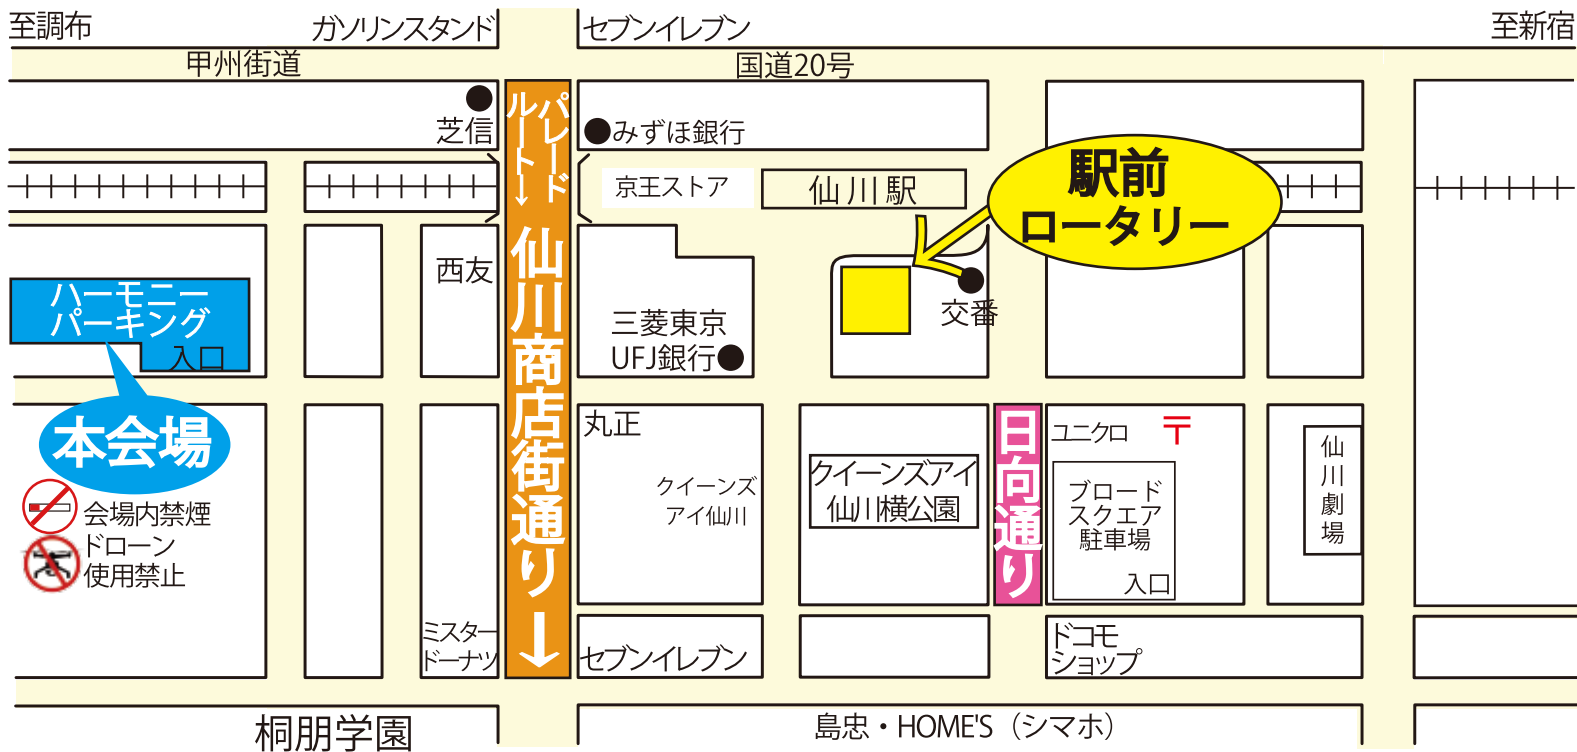 至調布
ガソリンスタンド
セブンイレブン
至新宿
甲州街道
国道20号
芝信
パレード
ルート→
みずほ銀行
京王ストア
仙川駅
駅前
ロータリー
西友
ハーモニー
パーキング
入口
三菱東京
UFJ銀行
交番
仙川商店街通り
本会場
丸正
クイーンズ
アイ仙川
クイーンズアイ
仙川横公園
日向通り
ユニクロ
〒
ブロード
スクエア
駐車場
入口
仙川劇場
会場内禁煙
ドローン
使用禁止
ミスター
ドーナツ
セブンイレブン
ドコモ
ショップ
桐朋学園
島忠・HOME'S（シマホ）